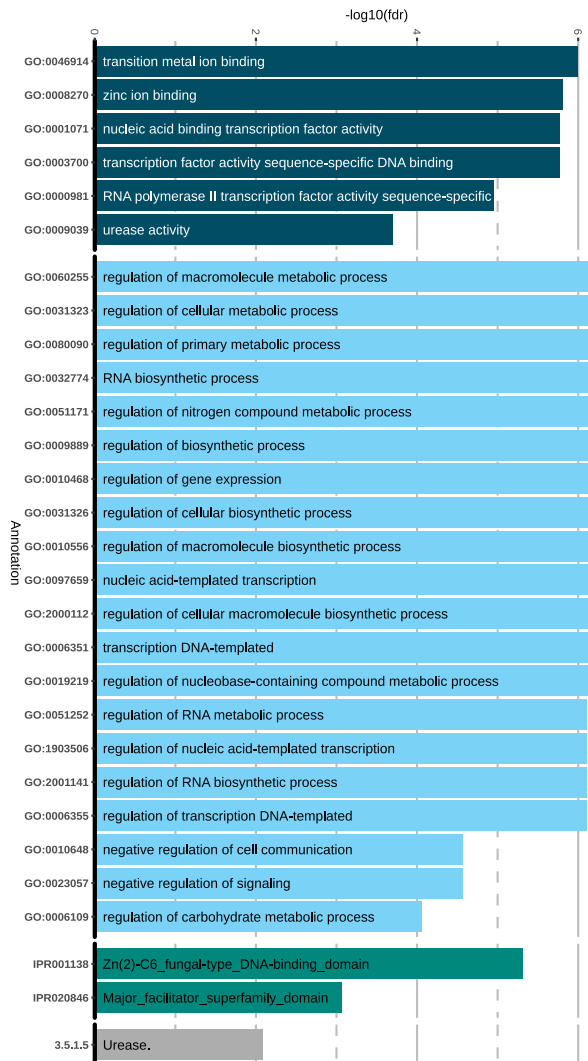 -log10(fdr)
0 2 4 6
GO:0046914 transition metal ion binding
GO:0008270 zinc ion binding
GO:0001071 nucleic acid binding transcription factor activity
GO:0003700 transcription factor activity sequence-specific DNA binding
GO:0000981 RNA polymerase II transcription factor activity sequence-specific
GO:0009039 urease activity
GO:0060255 regulation of macromolecule metabolic process
GO:0031323 regulation of cellular metabolic process
GO:0080090 regulation of primary metabolic process
GO:0032774 RNA biosynthetic process
GO:0051171 regulation of nitrogen compound metabolic process
GO:0009889 regulation of biosynthetic process
GO:0010468 regulation of gene expression
GO:0031326 regulation of cellular biosynthetic process
Annotation
GO:0010556 regulation of macromolecule biosynthetic process
GO:0097659 nucleic acid-templated transcription
GO:2000112 regulation of cellular macromolecule biosynthetic process
GO:0006351 transcription DNA-templated
GO:0019219 regulation of nucleobase-containing compound metabolic process
GO:0051252 regulation of RNA metabolic process
GO:1903506 regulation of nucleic acid-templated transcription
GO:2001141 regulation of RNA biosynthetic process
GO:0006355 regulation of transcription DNA-templated
GO:0010648 negative regulation of cell communication
GO:0023057 negative regulation of signaling
GO:0006109 regulation of carbohydrate metabolic process
IPR001138 Zn(2)-C6_fungal-type_DNA-binding_domain
IPR020846 Major_facilitator_superfamily_domain
3.5.1.5 Urease.